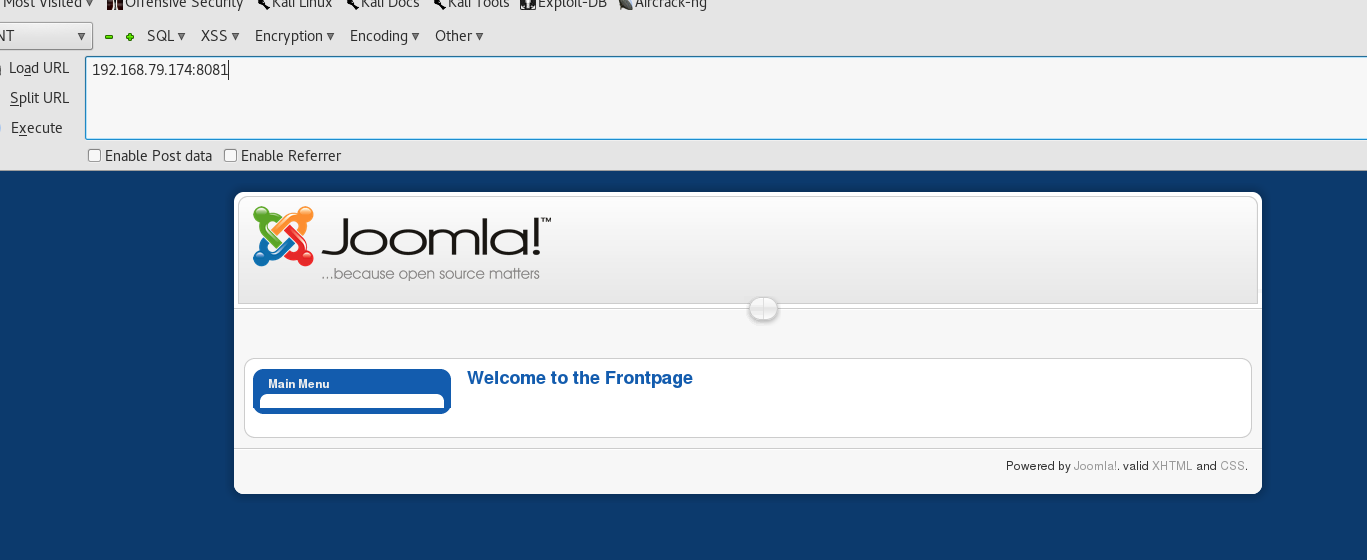 Most Visited Offensive Security Kali Linux Kali Docs Kali Tools Exploit-DB Aircrack-ng
NT SQL XSS Encryption Encoding Other
Load URL 192.168.79.174:8081
Split URL
Execute
Enable Post data Enable Referrer
Joomla!™
...because open source matters
Main Menu Welcome to the Frontpage
Powered by Joomla!. valid XHTML and CSS.